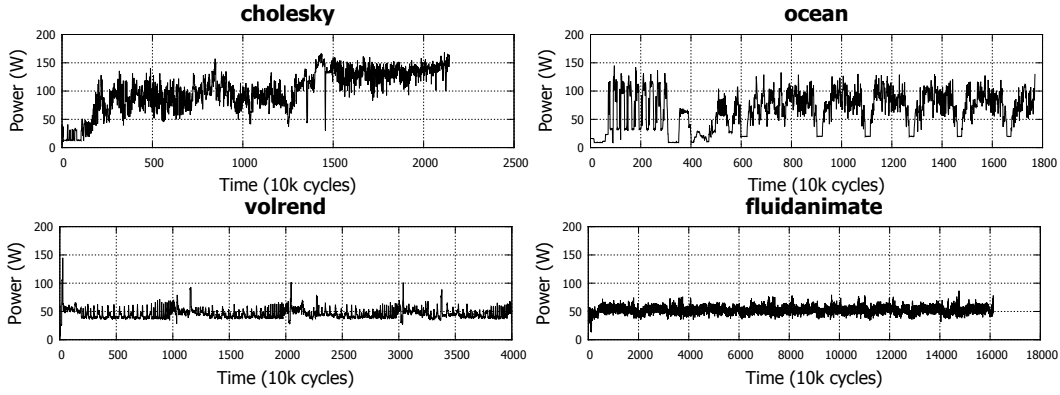 cholesky
Power (W)
200
150
100
50
0
0 500 1000 1500 2000 2500
Time (10k cycles)
ocean
Power (W)
200
150
100
50
0
0 200 400 600 800 1000 1200 1400 1600 1800
Time (10k cycles)
volrend
Power (W)
200
150
100
50
0
0 500 1000 1500 2000 2500 3000 3500 4000
Time (10k cycles)
fluidanimate
Power (W)
200
150
100
50
0
0 2000 4000 6000 8000 10000 12000 14000 16000 18000
Time (10k cycles)